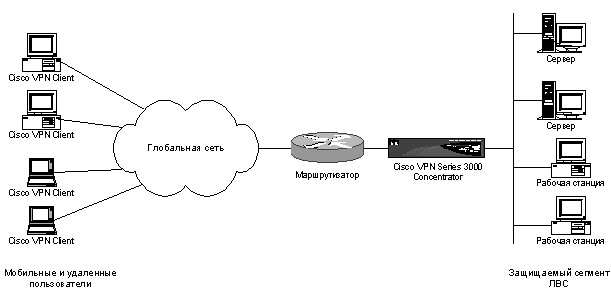 Cisco VPN Client
Cisco VPN Client
Cisco VPN Client
Cisco VPN Client
Мобильные и удаленные
пользователи
Глобальная сеть
Маршрутизатор
Cisco VPN Series 3000
Concentrator
Сервер
Сервер
Рабочая станция
Рабочая станция
Защищаемый сегмент
ЛВС